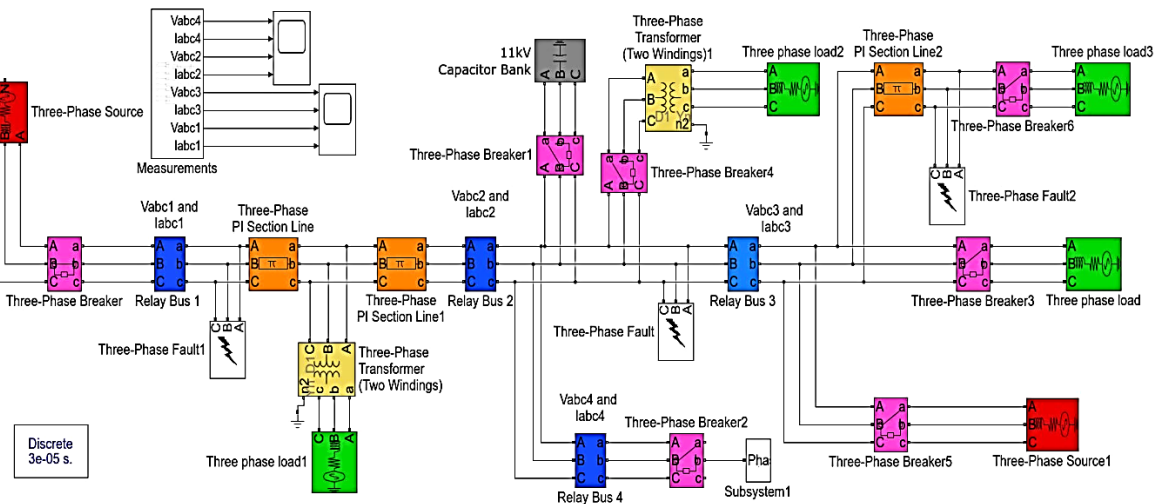 Vabc4
Iabc4
Vabc2
Iabc2
Vabc3
Iabc3
Vabc1
Iabc1
Measurements
N
B
A
Three-Phase Source
11kV
Capacitor Bank
A
B
C
Three-Phase
Transformer
(Two Windings)1
A
B
C
a
b
c
n2
Three phase load2
A
B
C
Three-Phase
PI Section Line2
A
B
C
π
a
b
c
Three-Phase Breaker6
A
B
C
a
b
c
Three phase load3
A
B
C
Three-Phase Breaker1
a
b
c
A
B
C
Three-Phase Breaker4
a
b
c
A
B
C
Three-Phase Fault2
C
B
A
Vabc1 and
Iabc1
Three-Phase
PI Section Line
Vabc2 and
Iabc2
Vabc3 and
Iabc3
A
B
C
a
b
c
Three-Phase Breaker
A
B
C
a
b
c
Relay Bus 1
A
B
C
π
a
b
c
A
B
C
π
a
b
c
Three-Phase
PI Section Line1
A
B
C
a
b
c
Relay Bus 2
A
B
C
a
b
c
Relay Bus 3
A
B
C
a
b
c
Three-Phase Breaker3
A
B
C
Three phase load
C
B
A
Three-Phase Fault1
C
B
A
n2
c
b
a
Three-Phase
Transformer
(Two Windings)
C
B
A
Three-Phase Fault
C
B
A
Three phase load1
Discrete
3e-05 s.
Vabc4 and
Iabc4
A
B
C
a
b
c
Relay Bus 4
Three-Phase Breaker2
A
B
C
a
b
c
Pha
Subsystem1
A
B
C
a
b
c
Three-Phase Breaker5
A
B
C
Three-Phase Source1